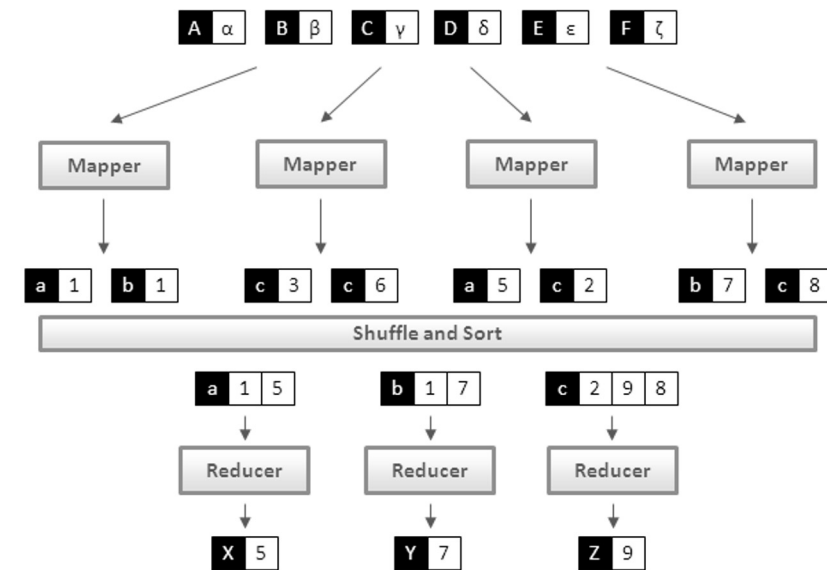 A α B β C γ D δ E ε F ζ
Mapper Mapper Mapper Mapper
a 1 b 1 c 3 c 6 a 5 c 2 b 7 c 8
Shuffle and Sort
a 1 5 b 1 7 c 2 9 8
Reducer Reducer Reducer
X 5 Y 7 Z 9